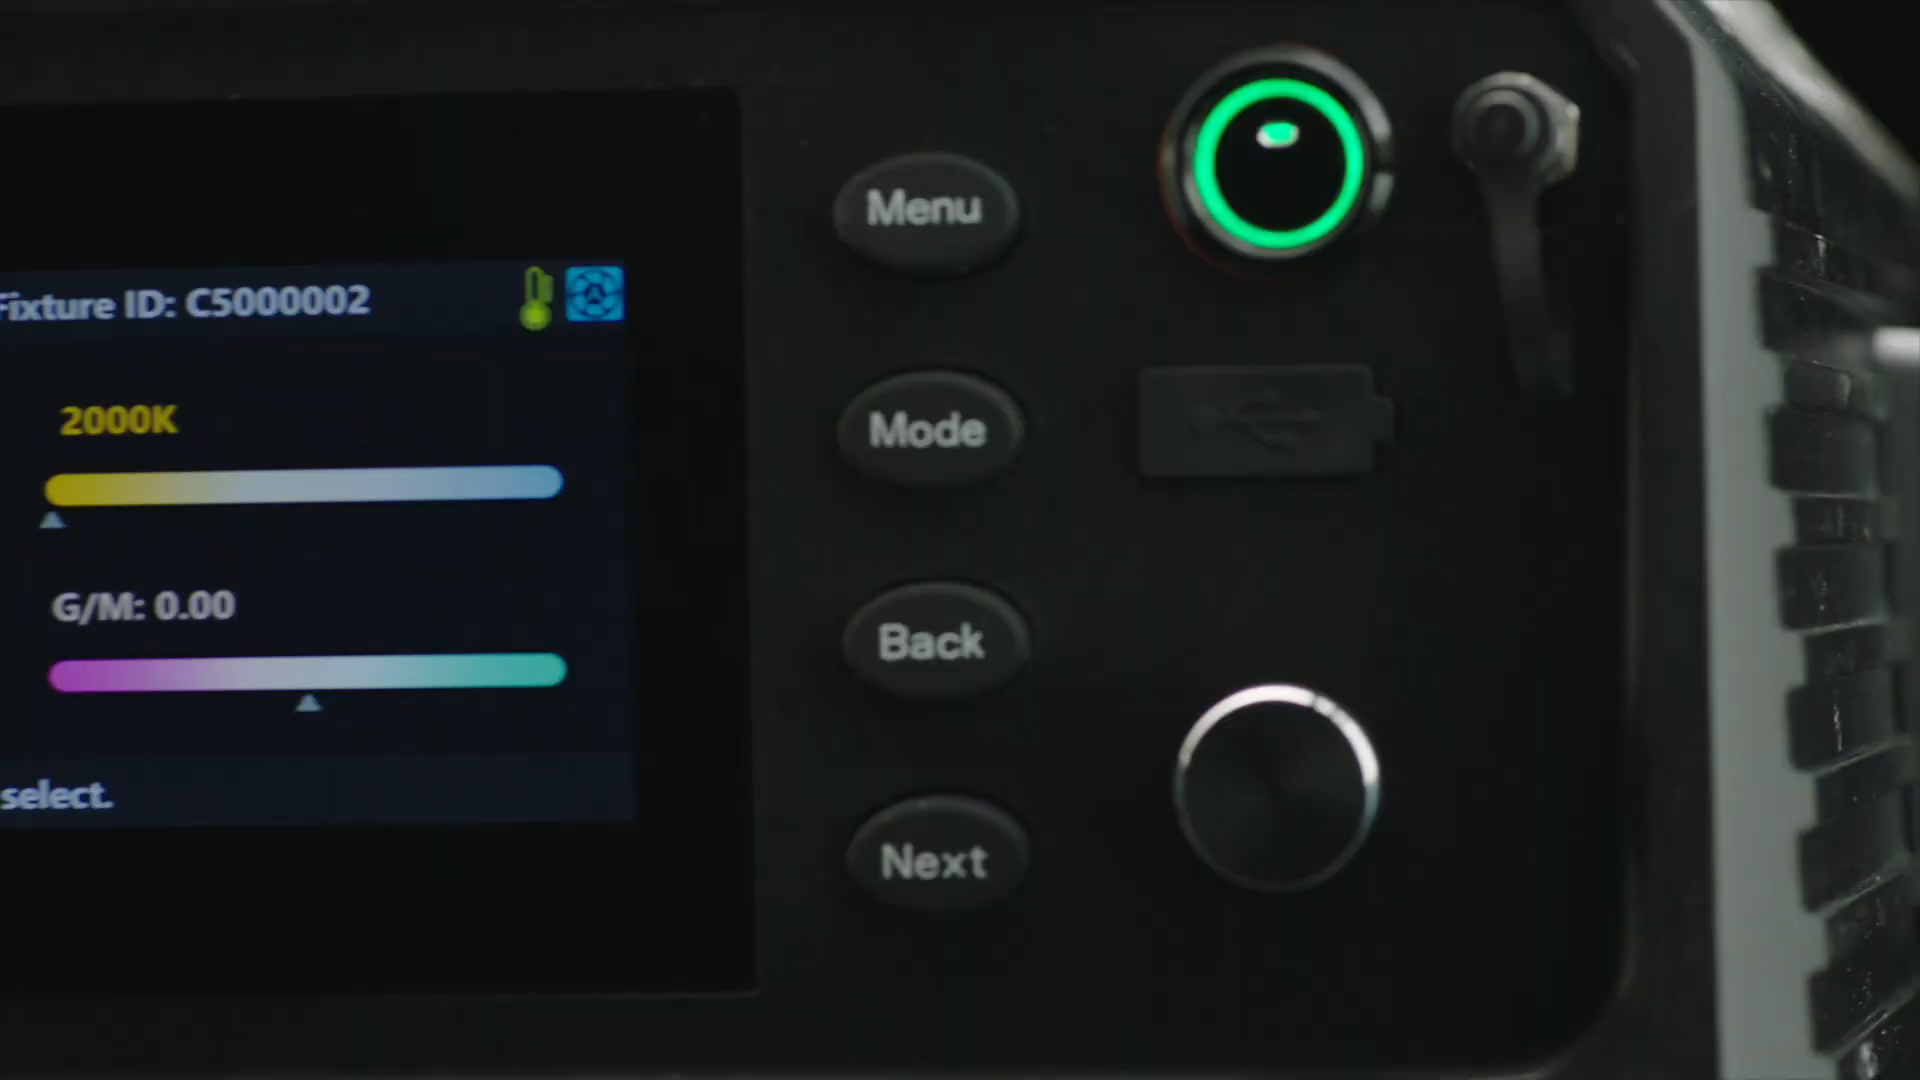 Fixture ID: C5000002
2000K
G/M: 0.00
select.
Menu
Mode
Back
Next